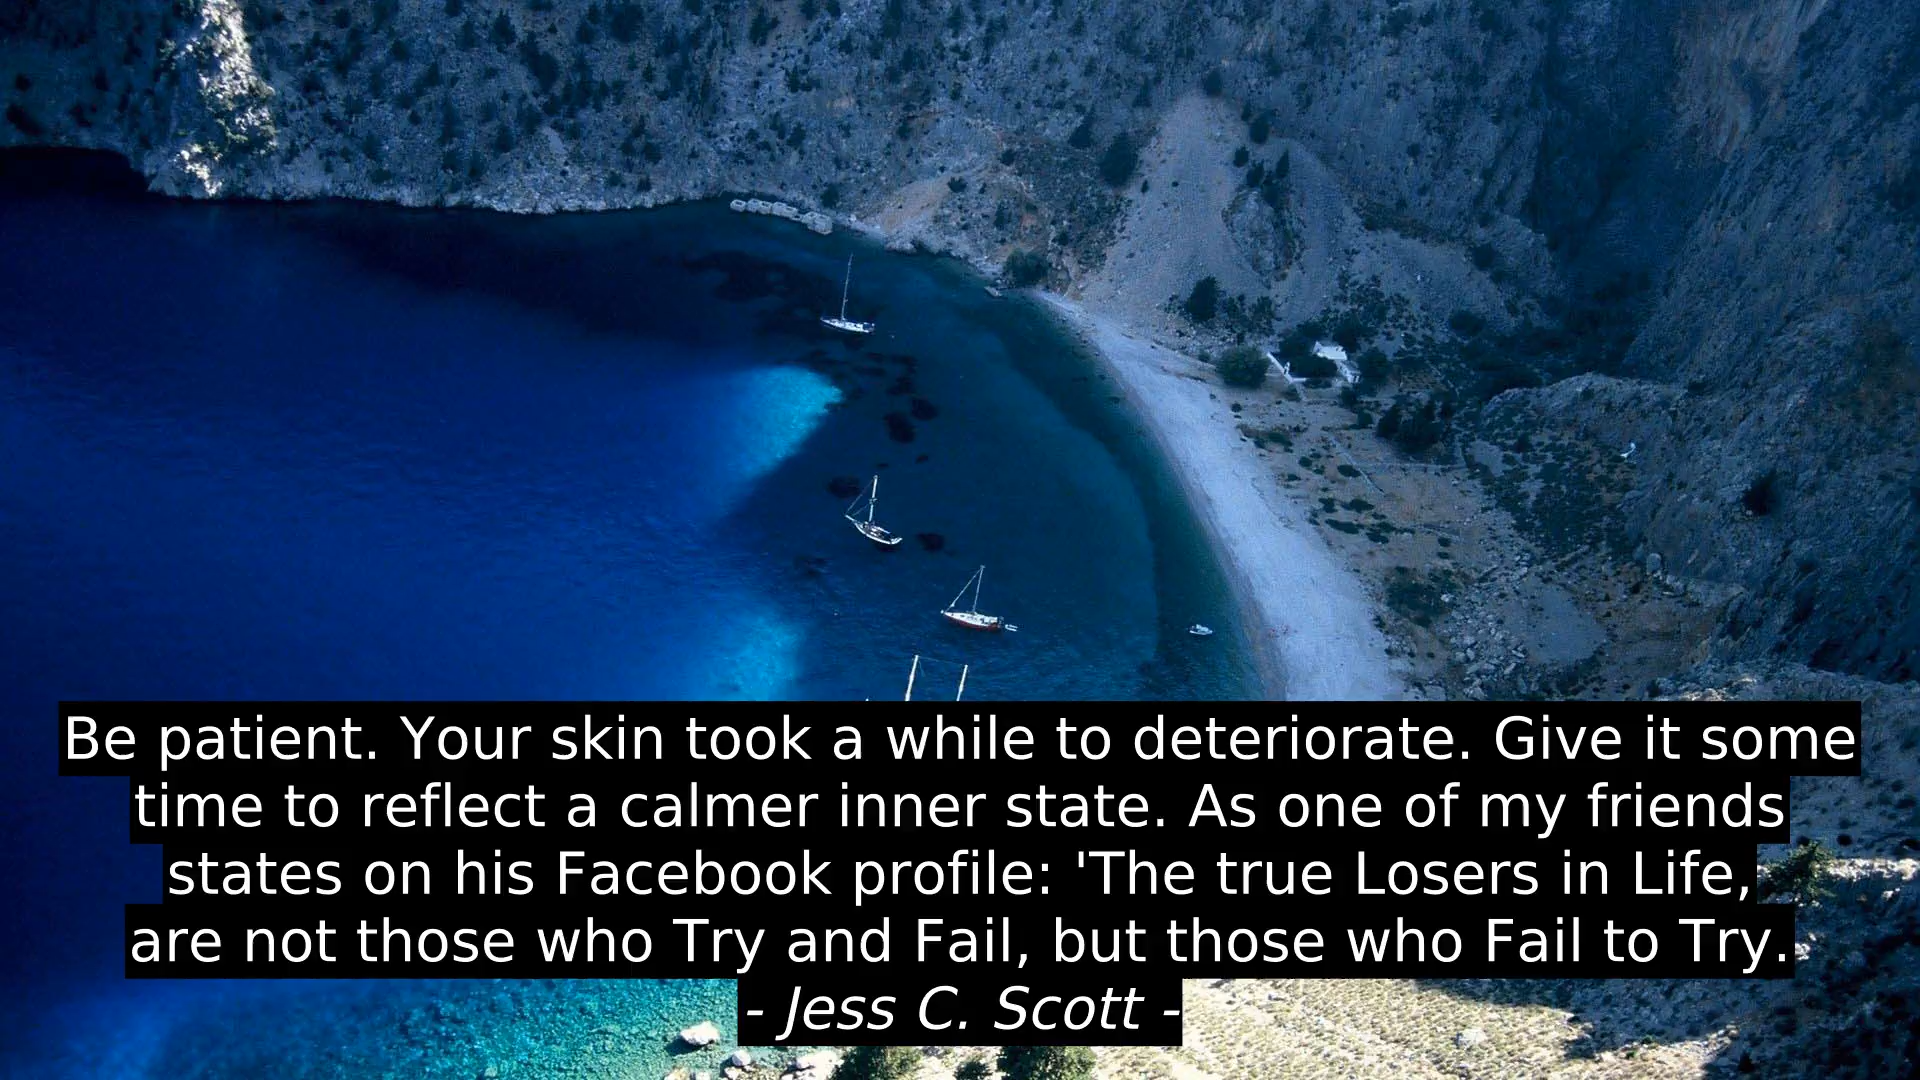 Be patient. Your skin took a while to deteriorate. Give it some
time to reflect a calmer inner state. As one of my friends
states on his Facebook profile: 'The true Losers in Life,
are not those who Try and Fail, but those who Fail to Try.
- Jess C. Scott -